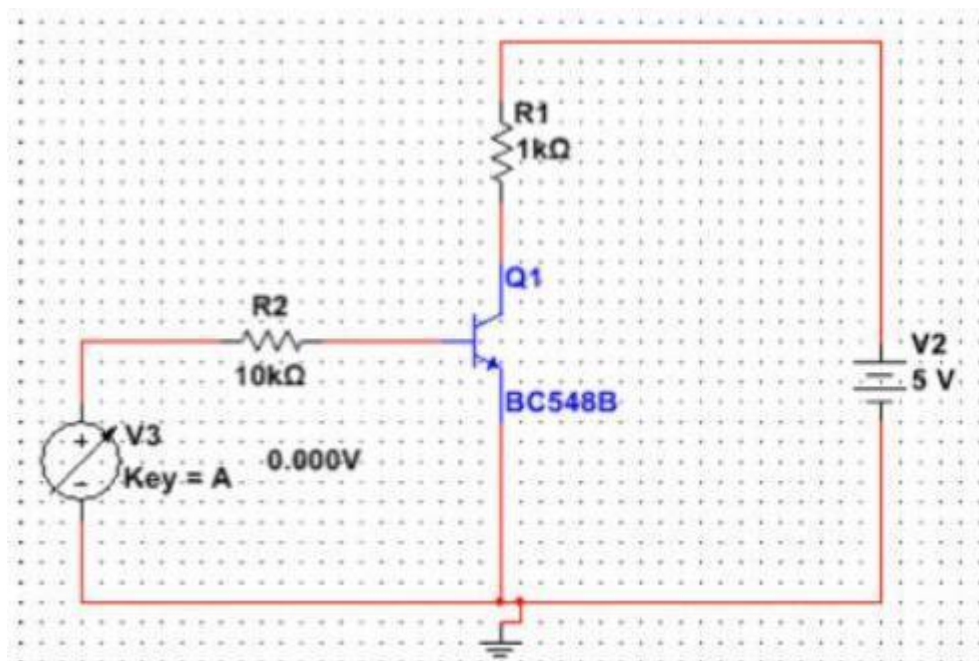 R1
1kΩ
Q1
R2
10kΩ
BC548B
V2
5 V
V3
Key = A
0.000V